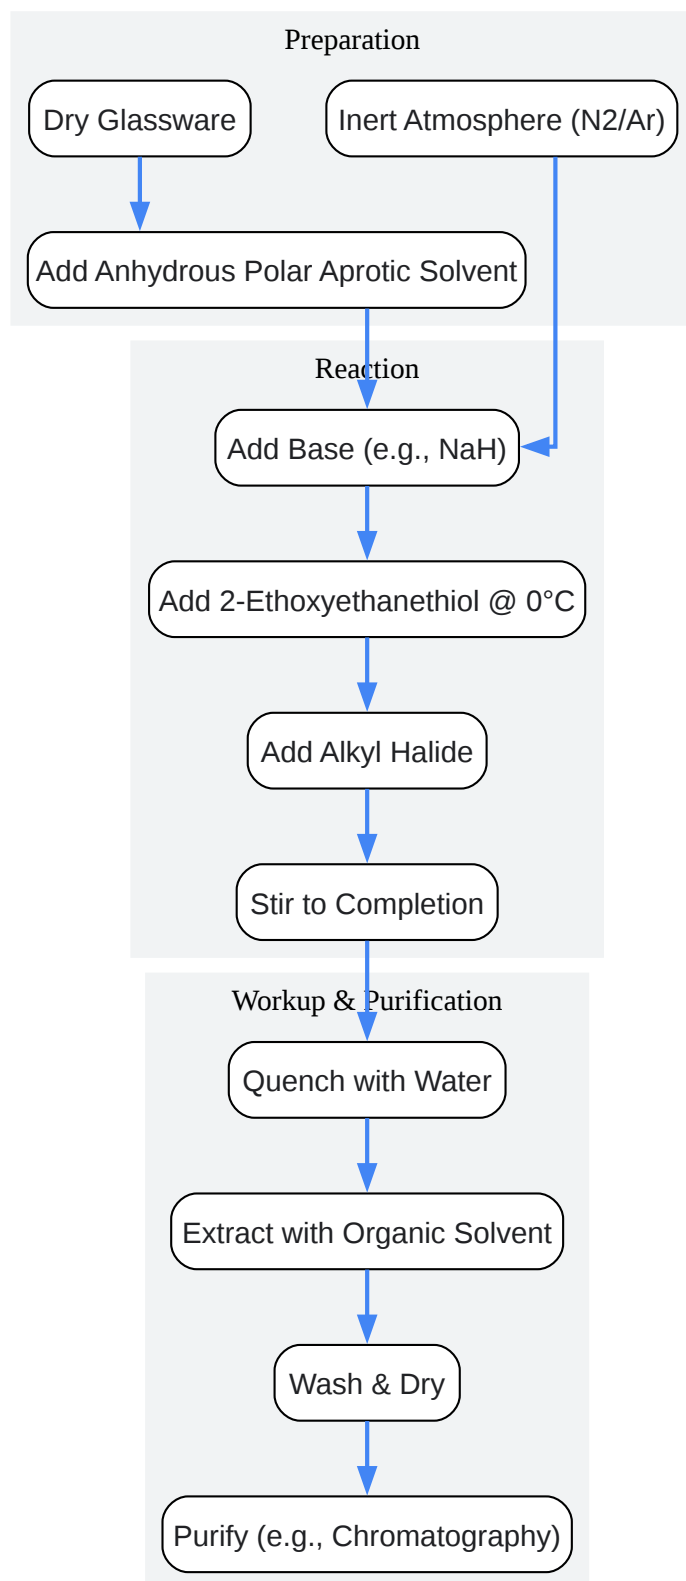 Preparation
Dry Glassware
Inert Atmosphere (N2/Ar)
Add Anhydrous Polar Aprotic Solvent
Reaction
Add Base (e.g., NaH)
Add 2-Ethoxyethanethiol @ 0°C
Add Alkyl Halide
Stir to Completion
Workup & Purification
Quench with Water
Extract with Organic Solvent
Wash & Dry
Purify (e.g., Chromatography)